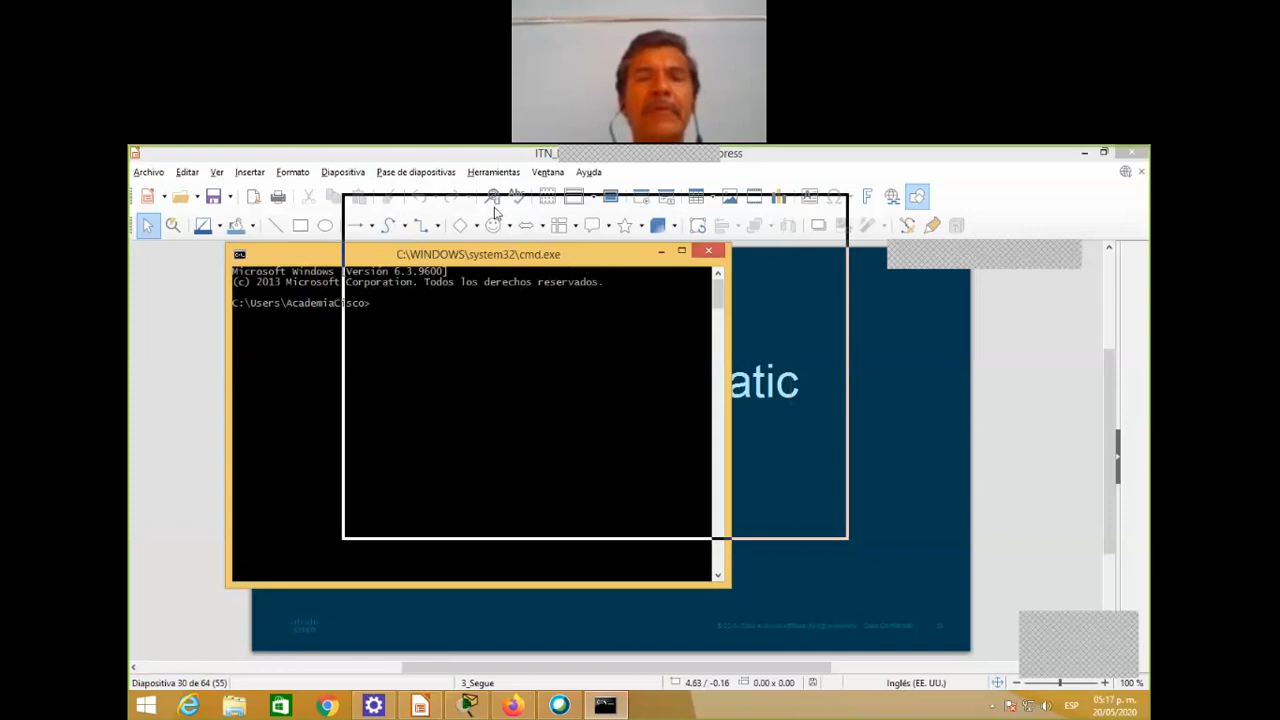 ITN_ press
Archivo Editar Ver Insertar Formato Diapositiva Pase de diapositivas Herramientas Ventana Ayuda
C:\WINDOWS\system32\cmd.exe
Microsoft Windows [Versión 6.3.9600]
(c) 2013 Microsoft Corporation. Todos los derechos reservados.
C:\Users\AcademiaCisco>
atic
CISCO
Diapositiva 30 de 64 (55) 3_Segue 4.63 / -0.16 0.00 x 0.00 Inglés (EE. UU.) 100 %
ESP 05:17 p. m.
20/05/2020